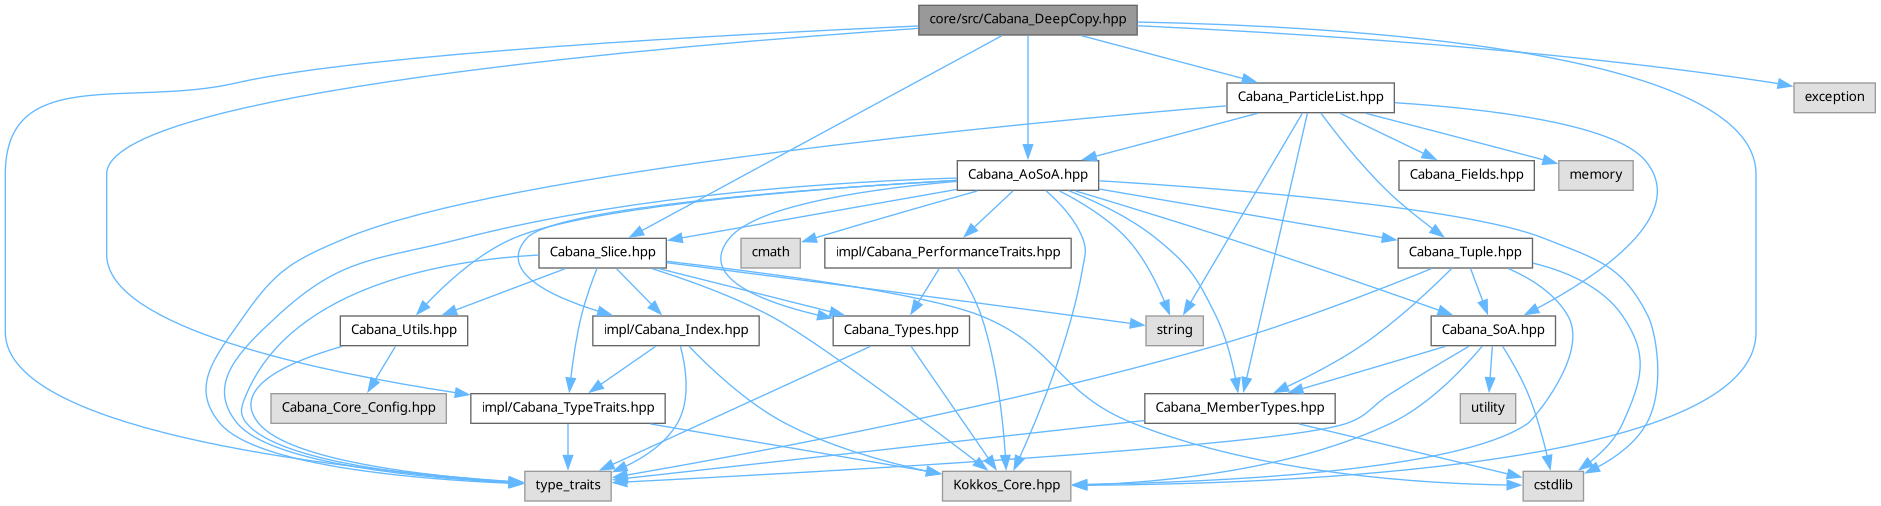 core/src/Cabana_DeepCopy.hpp
Cabana_ParticleList.hpp
exception
Cabana_AoSoA.hpp
Cabana_Fields.hpp
memory
Cabana_Slice.hpp
cmath
impl/Cabana_PerformanceTraits.hpp
Cabana_Tuple.hpp
Cabana_Utils.hpp
impl/Cabana_Index.hpp
Cabana_Types.hpp
string
Cabana_SoA.hpp
Cabana_Core_Config.hpp
impl/Cabana_TypeTraits.hpp
Cabana_MemberTypes.hpp
utility
type_traits
Kokkos_Core.hpp
cstdlib